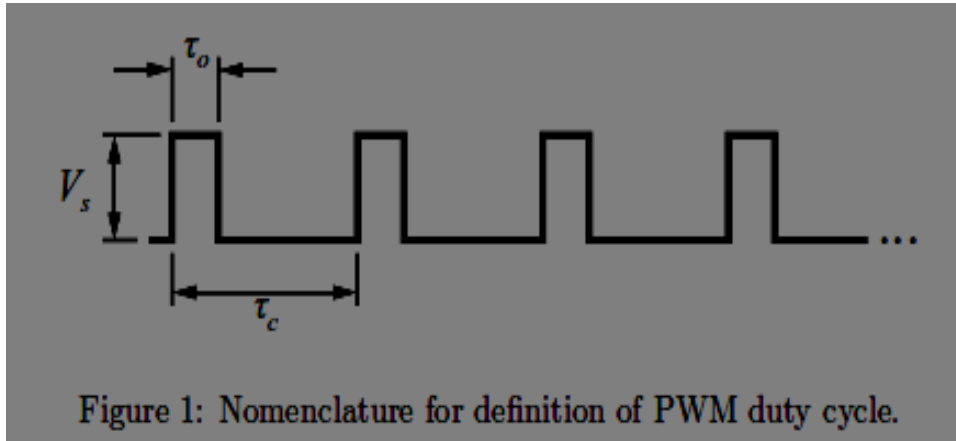 τo
Vs
...
τc
Figure 1: Nomenclature for definition of PWM duty cycle.